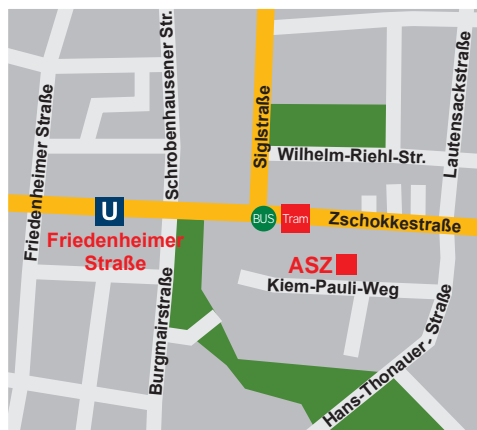 Friedenheimer Straße
Schrobenhausener Str.
Siglstraße
Lautensackstraße
Wilhelm-Riehl-Str.
U
BUS
Tram
Zschokkestraße
Friedenheimer
Straße
ASZ
Kiem-Pauli-Weg
Burgmairstraße
Hans-Thonauer - Straße